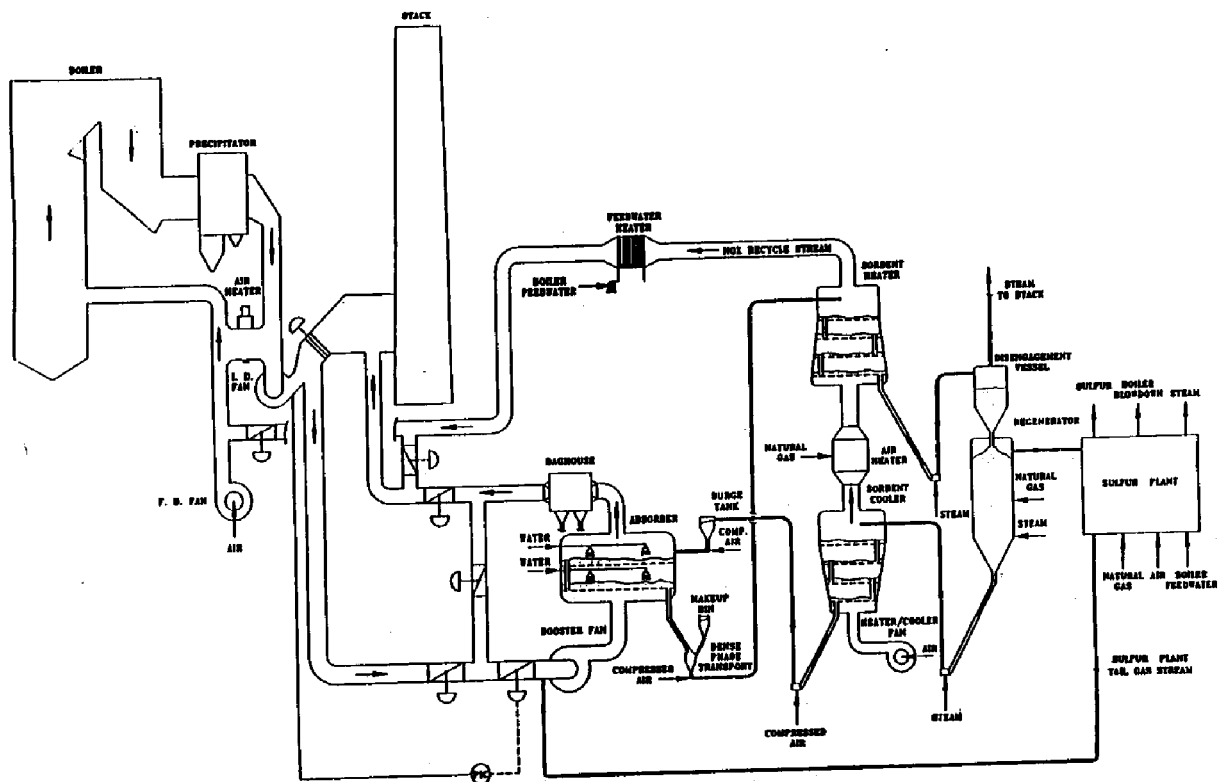 STACK
BOILER
PRECIPITATOR
AIR
HEATER
I. D.
FAN
F. D. FAN
AIR
FEEDWATER
HEATER
BOILER
FEEDWATER
NOX RECYCLE STREAM
SORBENT
HEATER
STEAM
TO STACK
DISENGAGEMENT
VESSEL
SULFUR BOILER STEAM
BLOWDOWN
REGENERATOR
NATURAL
GAS
AIR
HEATER
SORBENT
COOLER
STEAM
NATURAL
GAS
STEAM
SULFUR PLANT
NATURAL
GAS
AIR
BOILER
FEEDWATER
BAGHOUSE
ABSORBER
SURGE
TANK
COMP.
AIR
WATER
WATER
MAKEUP
BIN
BOOSTER FAN
DENSE
PHASE
TRANSPORT
COMPRESSED
AIR
HEATER/COOLER
FAN
AIR
SULFUR PLANT
TAIL GAS STREAM
COMPRESSED
AIR
STEAM